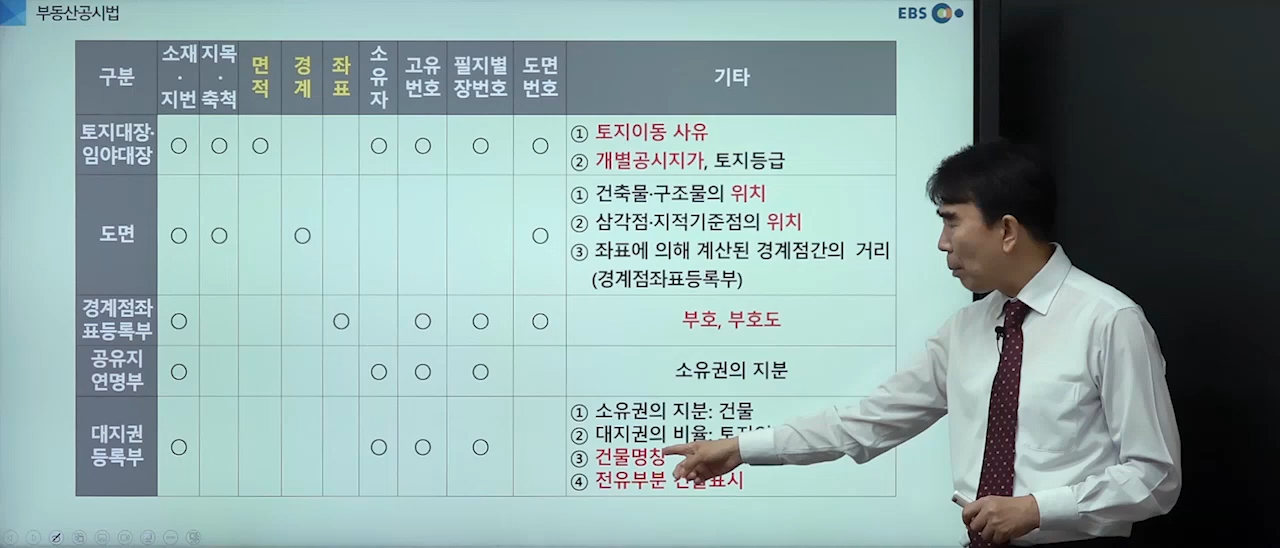 부동산공시법
EBS
구분
소재·지번
지목·축척
면적
경계
좌표
소유자
고유번호
필지별장번호
도면번호
기타
토지대장·
임야대장
○ ○ ○ ○ ○ ○ ○
① 토지이동 사유
② 개별공시지가, 토지등급
도면
○ ○ ○ ○
① 건축물·구조물의 위치
② 삼각점·지적기준점의 위치
③ 좌표에 의해 계산된 경계점간의 거리
(경계점좌표등록부)
경계점좌
표등록부
○ ○ ○ ○ ○
부호, 부호도
공유지
연명부
○ ○ ○ ○
소유권의 지분
대지권
등록부
○ ○ ○ ○
① 소유권의 지분: 건물
② 대지권의 비율:
③ 건물명칭
④ 전유부분 건물표시